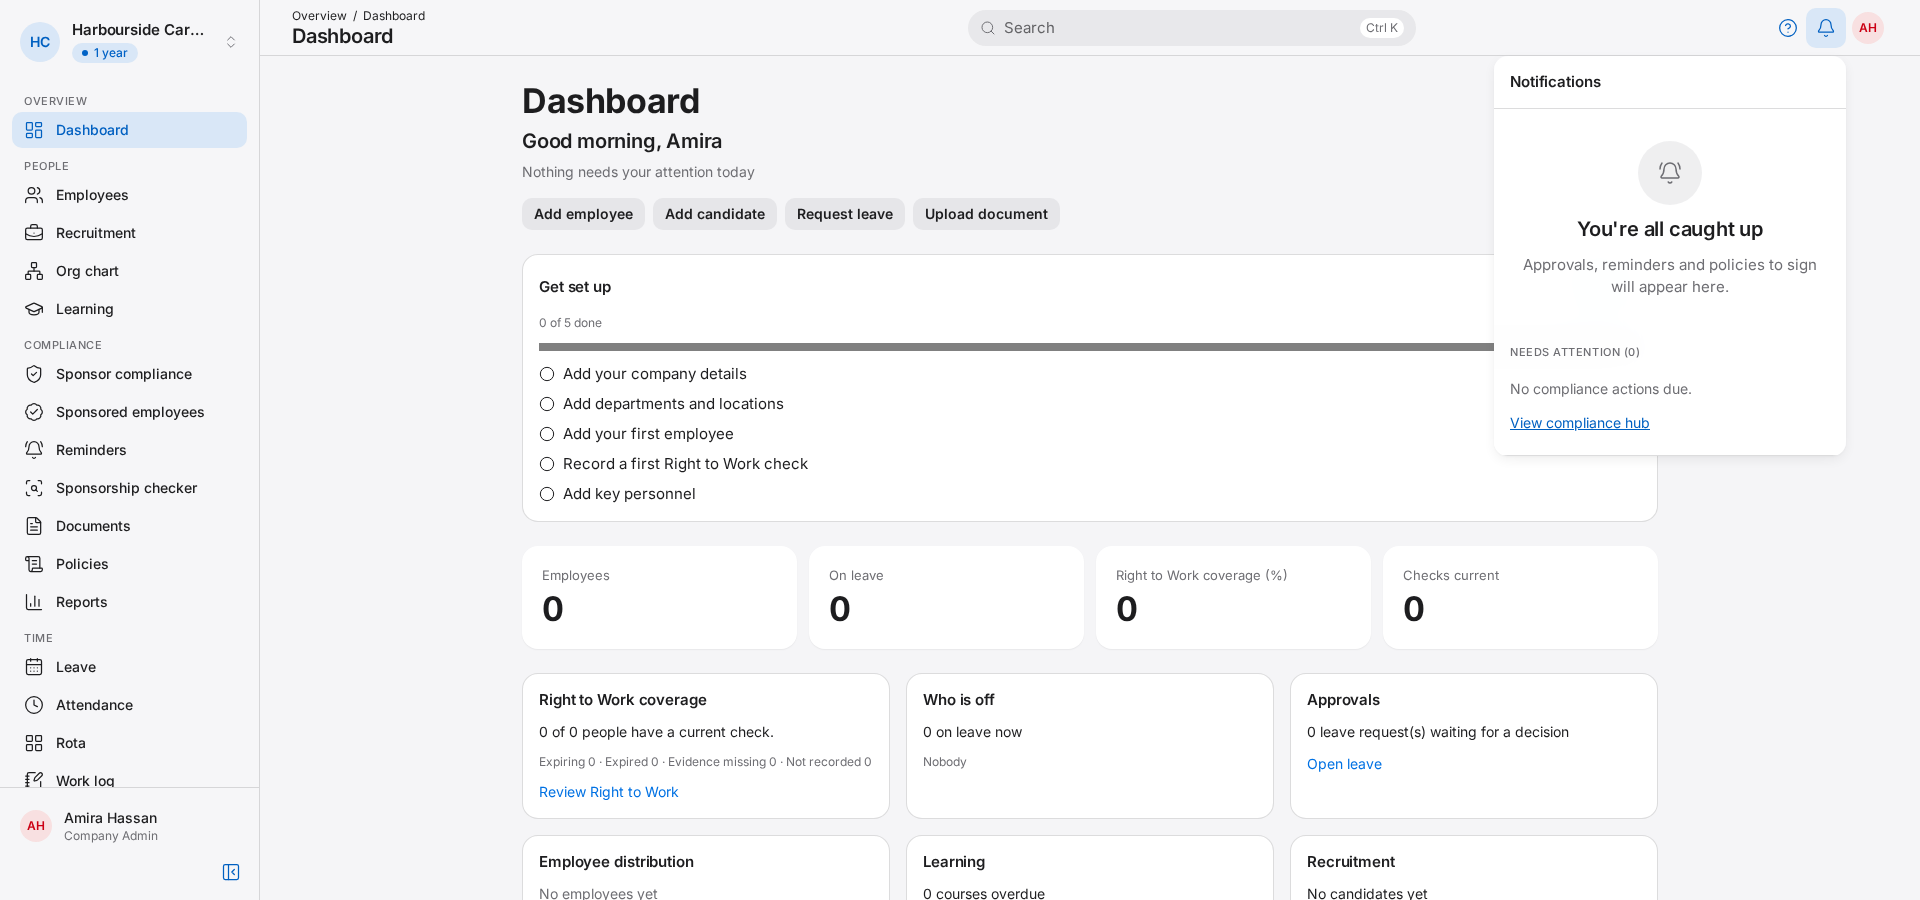 HC
Harbourside Car...
1 year
OVERVIEW
Dashboard
PEOPLE
Employees
Recruitment
Org chart
Learning
COMPLIANCE
Sponsor compliance
Sponsored employees
Reminders
Sponsorship checker
Documents
Policies
Reports
TIME
Leave
Attendance
Rota
Work log
AH
Amira Hassan
Company Admin
Overview / Dashboard
Dashboard
Search
Ctrl K
AH
Dashboard
Good morning, Amira
Nothing needs your attention today
Add employee
Add candidate
Request leave
Upload document
Get set up
0 of 5 done
Add your company details
Add departments and locations
Add your first employee
Record a first Right to Work check
Add key personnel
Notifications
You're all caught up
Approvals, reminders and policies to sign
will appear here.
NEEDS ATTENTION (0)
No compliance actions due.
View compliance hub
Employees
0
On leave
0
Right to Work coverage (%)
0
Checks current
0
Right to Work coverage
0 of 0 people have a current check.
Expiring 0 · Expired 0 · Evidence missing 0 · Not recorded 0
Review Right to Work
Who is off
0 on leave now
Nobody
Approvals
0 leave request(s) waiting for a decision
Open leave
Employee distribution
No employees yet
Learning
0 courses overdue
Recruitment
No candidates yet